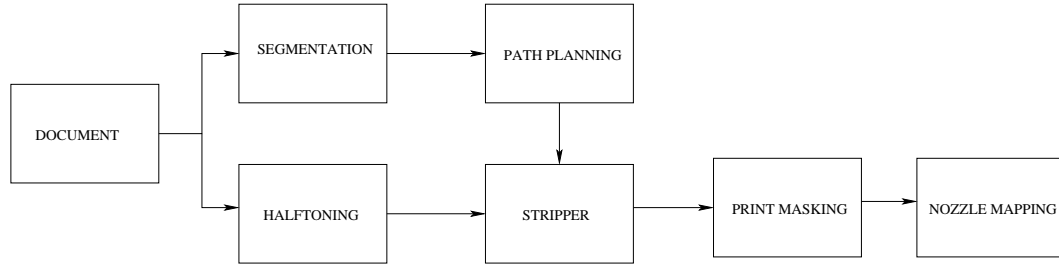 SEGMENTATION
PATH PLANNING
DOCUMENT
HALFTONING
STRIPPER
PRINT MASKING
NOZZLE MAPPING